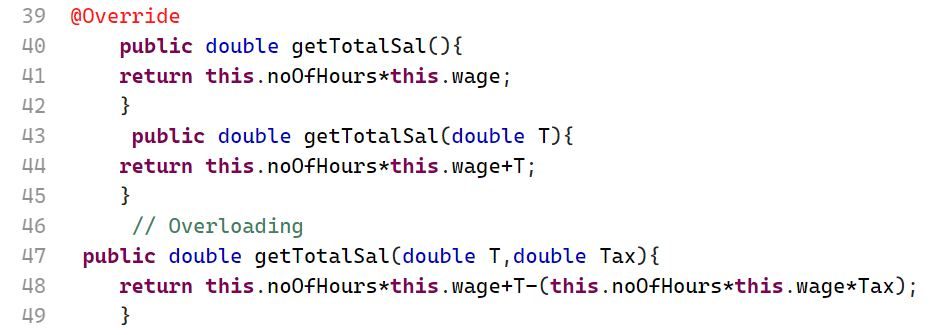 39 @Override
40 public double getTotalSal(){
41 return this.noOfHours*this.wage;
42 }
43 public double getTotalSal(double T){
44 return this.noOfHours*this.wage+T;
45 }
46 // Overloading
47 public double getTotalSal(double T,double Tax){
48 return this.noOfHours*this.wage+T-(this.noOfHours*this.wage*Tax);
49 }